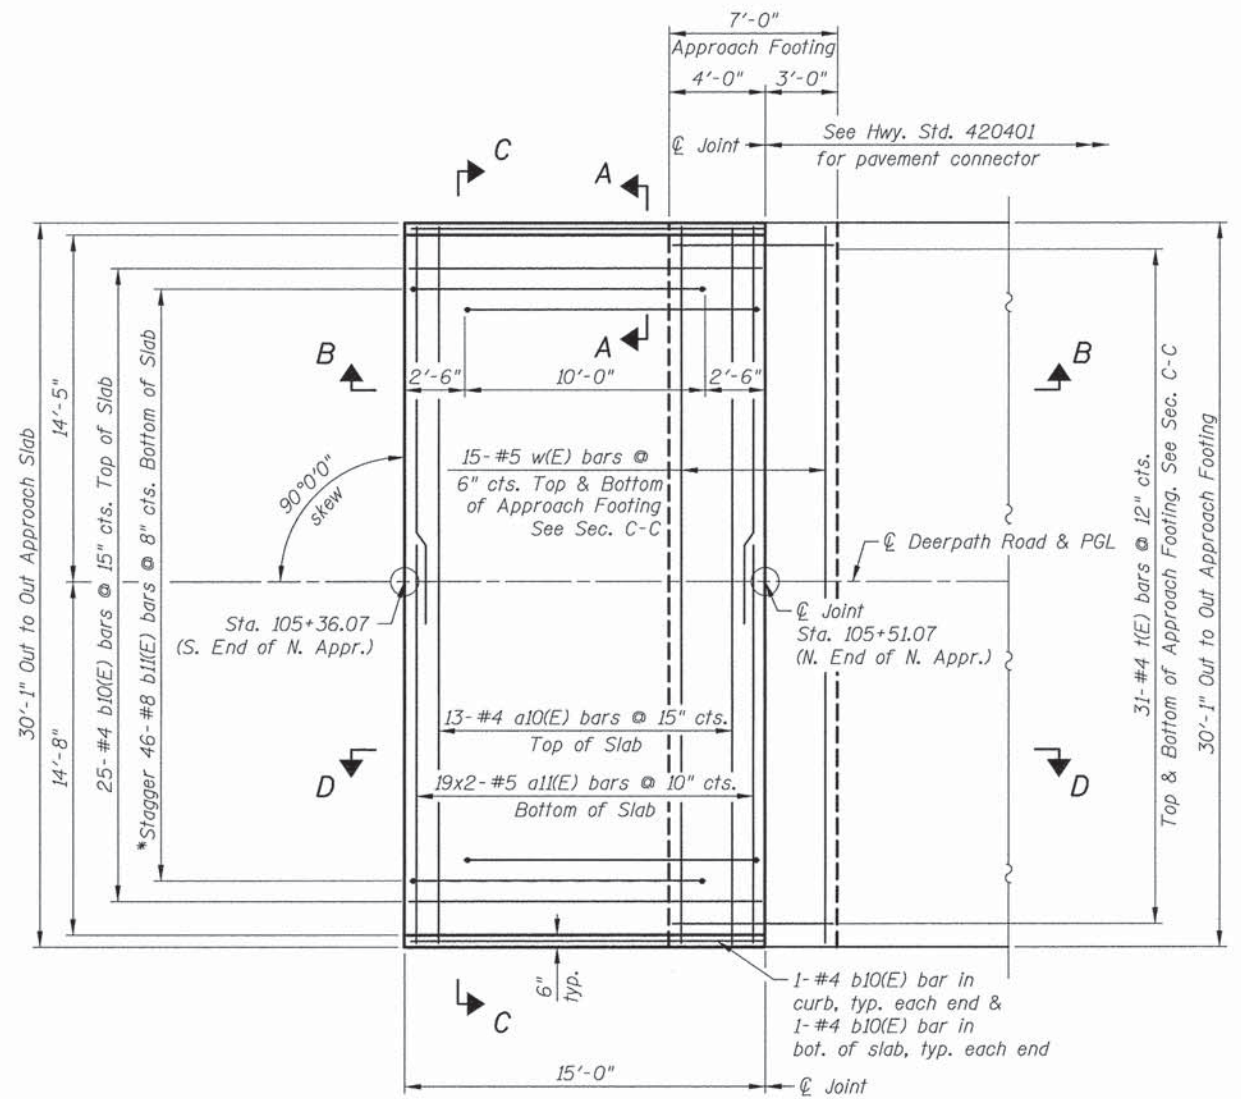 7'-0"
Approach Footing
4'-0"
3'-0"
℄ Joint
See Hwy. Std. 420401
for pavement connector
C
A
A
B
B
2'-6"
10'-0"
2'-6"
30'-1" Out to Out Approach Slab
14'-5"
14'-8"
25-#4 b10(E) bars @ 15" cts. Top of Slab
*Stagger 46-#8 b11(E) bars @ 8" cts. Bottom of Slab
90°0'0"
skew
15-#5 w(E) bars @
6" cts. Top & Bottom
of Approach Footing
See Sec. C-C
℄ Deerpath Road & PGL
Sta. 105+36.07
(S. End of N. Appr.)
℄ Joint
Sta. 105+51.07
(N. End of N. Appr.)
31-#4 t(E) bars @ 12" cts.
Top & Bottom of Approach Footing. See Sec. C-C
30'-1" Out to Out Approach Footing
13-#4 a10(E) bars @ 15" cts.
Top of Slab
19x2-#5 a11(E) bars @ 10" cts.
Bottom of Slab
D
D
6"
typ.
C
1-#4 b10(E) bar in
curb, typ. each end &
1-#4 b10(E) bar in
bot. of slab, typ. each end
15'-0"
℄ Joint